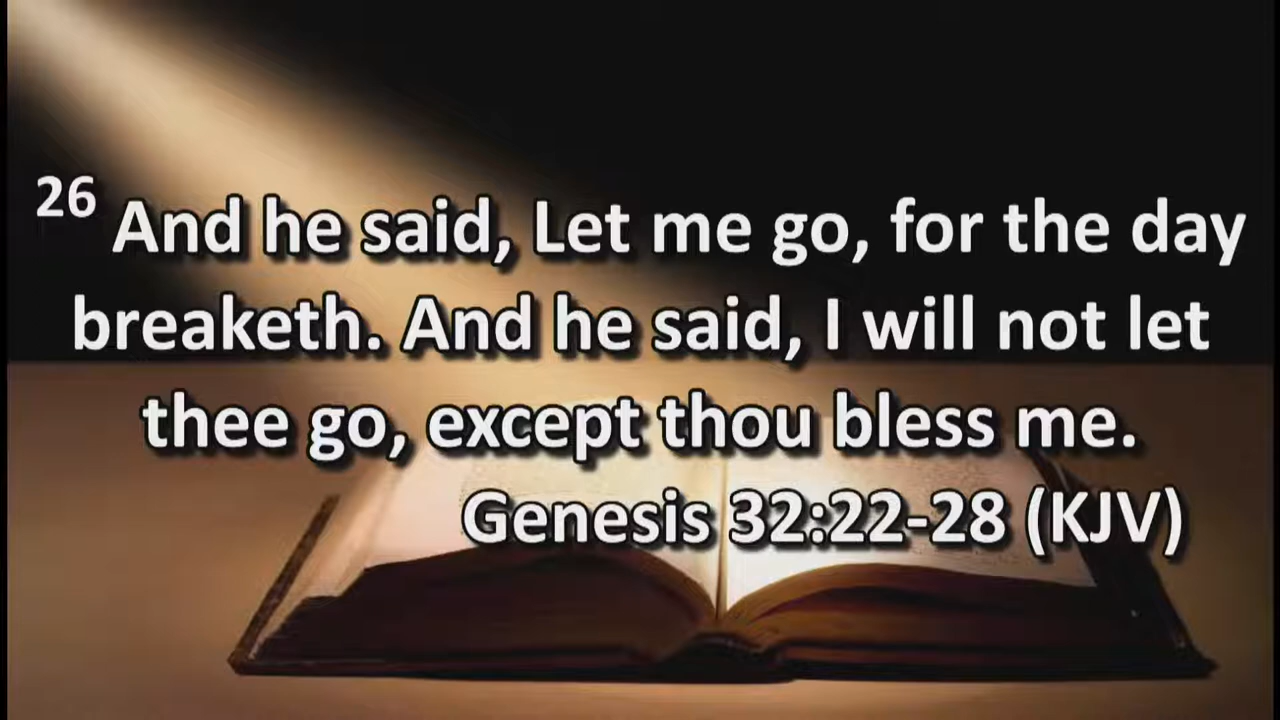 26 And he said, Let me go, for the day
breaketh. And he said, I will not let
thee go, except thou bless me.
Genesis 32:22-28 (KJV)